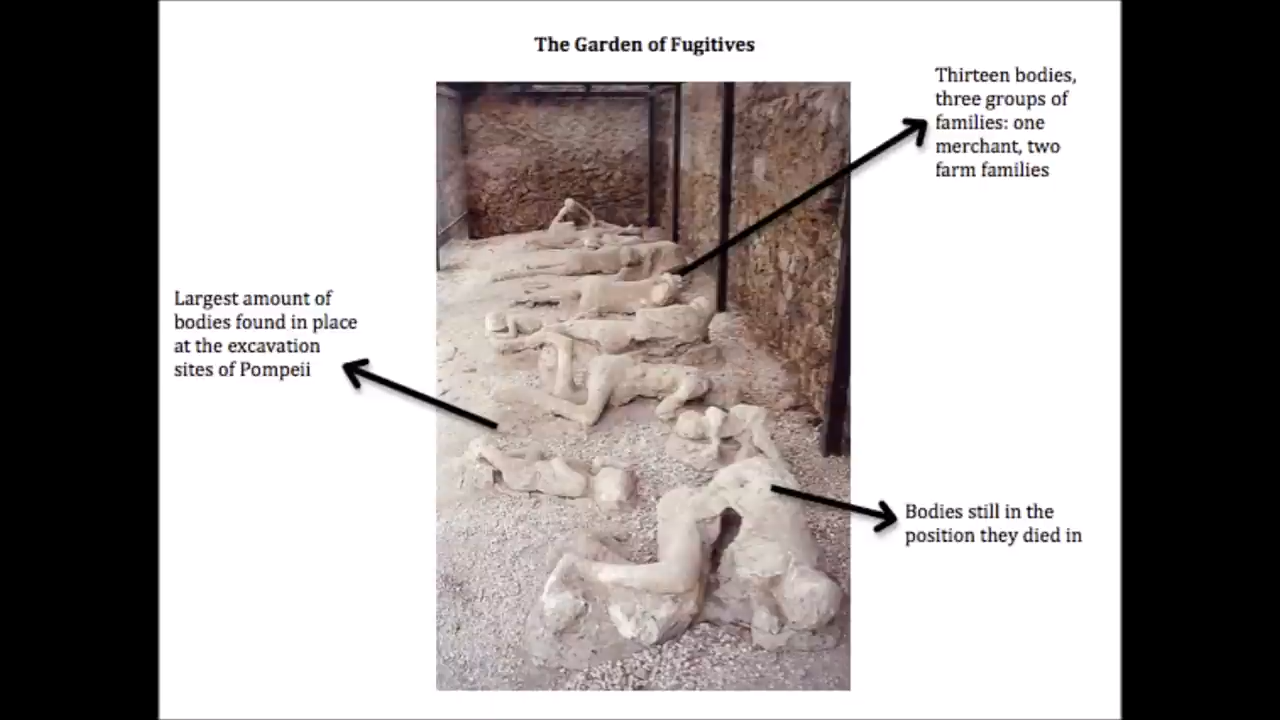 The Garden of Fugitives
Thirteen bodies,
three groups of
families: one
merchant, two
farm families
Largest amount of
bodies found in place
at the excavation
sites of Pompeii
Bodies still in the
position they died in